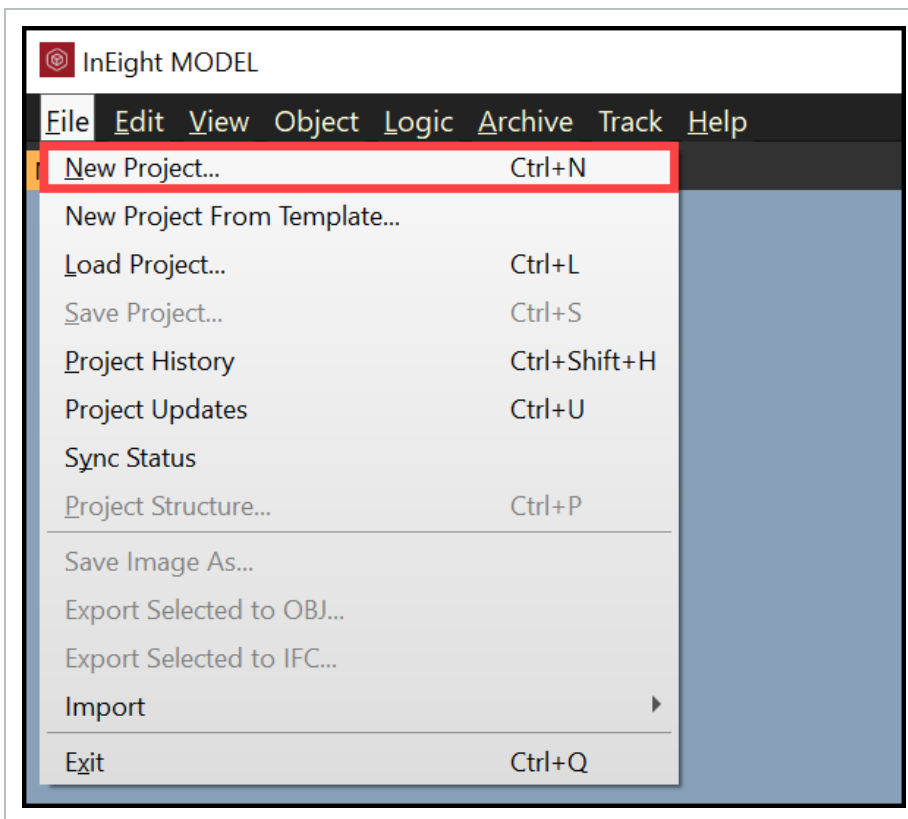 InEight MODEL
File Edit View Object Logic Archive Track Help
New Project... Ctrl+N
New Project From Template...
Load Project... Ctrl+L
Save Project... Ctrl+S
Project History Ctrl+Shift+H
Project Updates Ctrl+U
Sync Status
Project Structure... Ctrl+P
Save Image As...
Export Selected to OBJ...
Export Selected to IFC...
Import
Exit Ctrl+Q